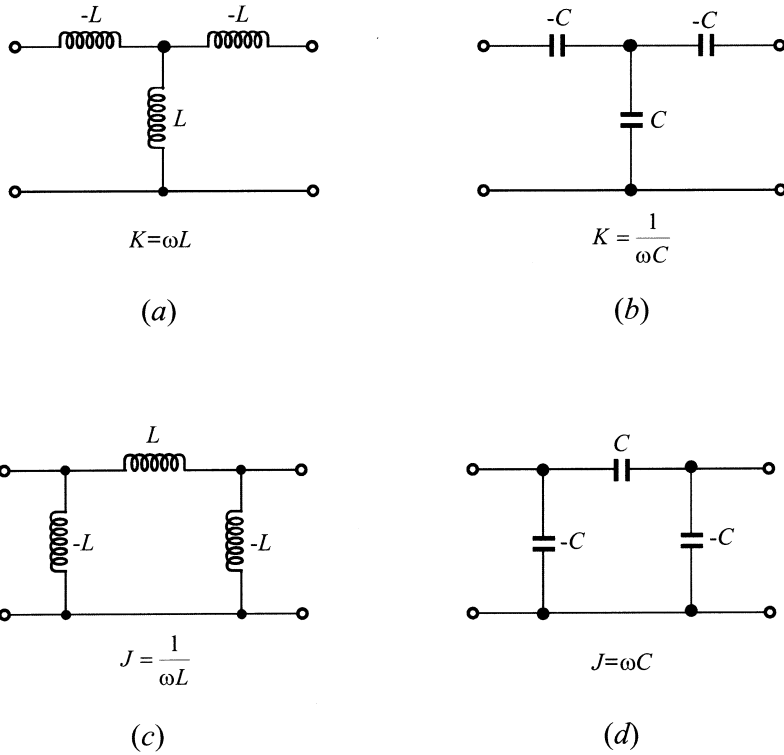 -L -L
L
K=ωL
(a)
-C -C
C
K = 1/ωC
(b)
L
-L -L
J = 1/ωL
(c)
C
-C -C
J=ωC
(d)